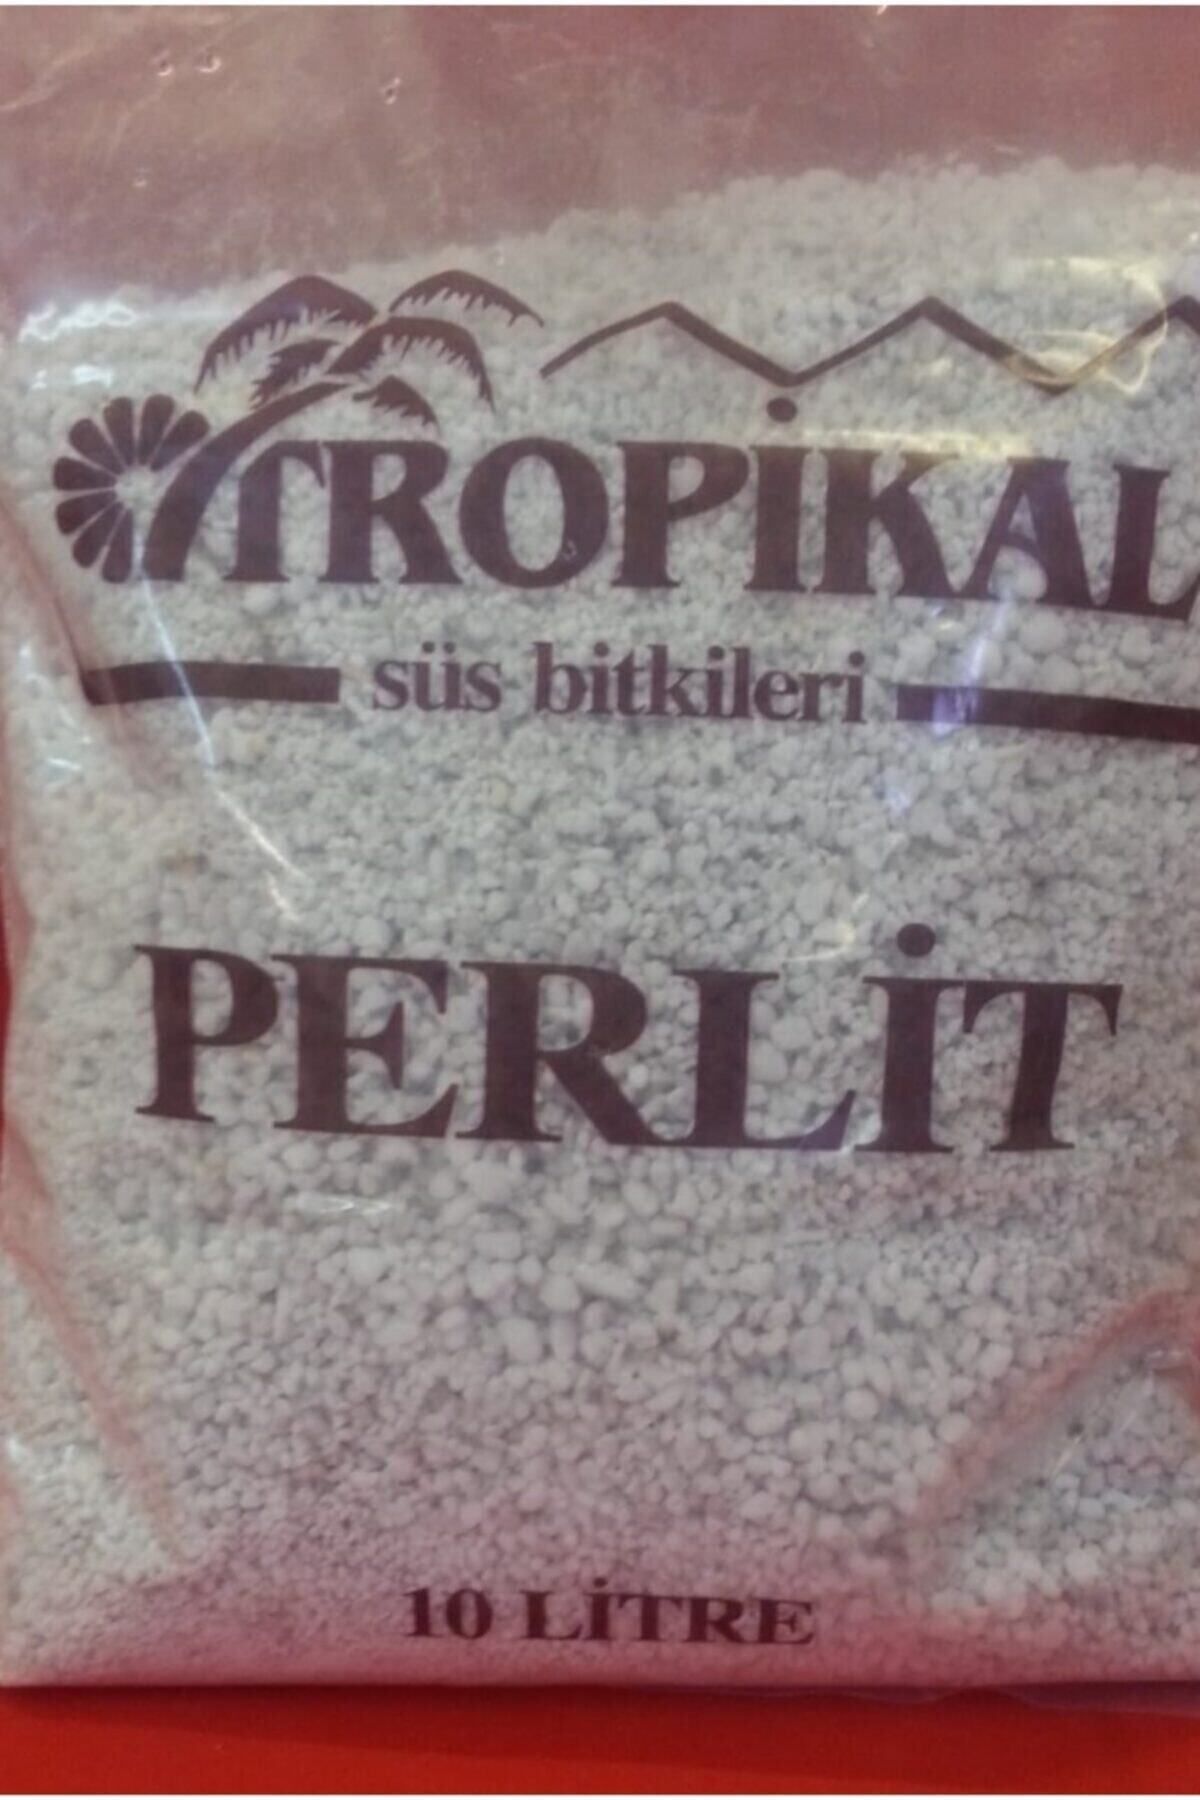 TROPİKAL
süs bitkileri
PERLİT
10 LİTRE